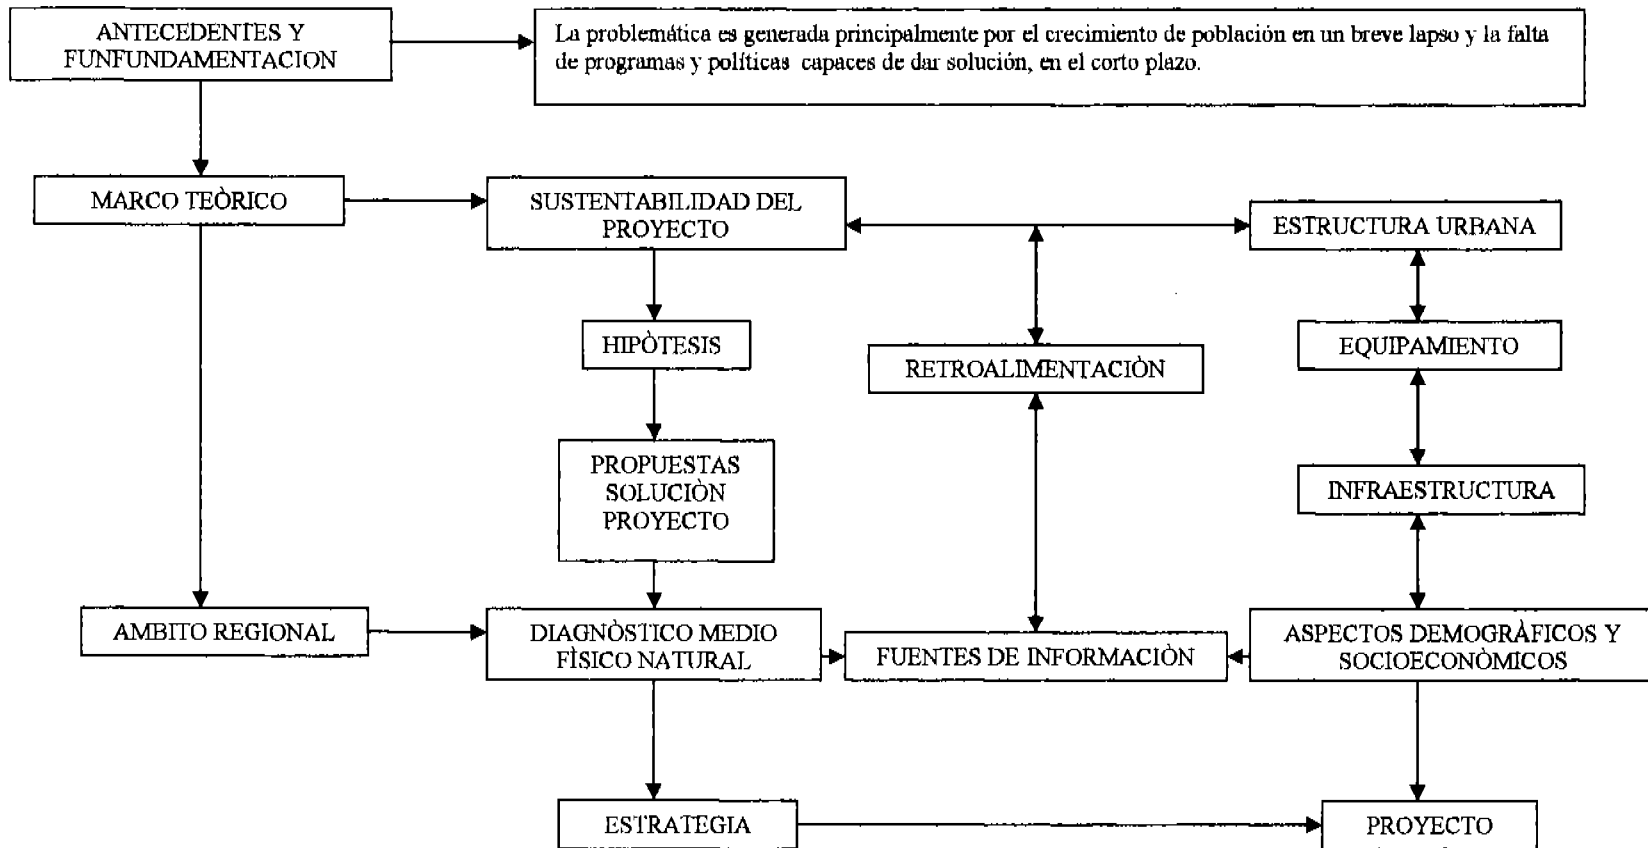 ANTECEDENTES Y
FUNFUNDAMENTACION
La problemática es generada principalmente por el crecimiento de población en un breve lapso y la falta
de programas y políticas capaces de dar solución, en el corto plazo.
MARCO TEÒRICO
SUSTENTABILIDAD DEL
PROYECTO
ESTRUCTURA URBANA
HIPÒTESIS
RETROALIMENTACIÒN
EQUIPAMIENTO
PROPUESTAS
SOLUCIÒN
PROYECTO
INFRAESTRUCTURA
AMBITO REGIONAL
DIAGNÒSTICO MEDIO
FÌSICO NATURAL
FUENTES DE INFORMACIÒN
ASPECTOS DEMOGRÀFICOS Y
SOCIOECONÒMICOS
ESTRATEGIA
PROYECTO